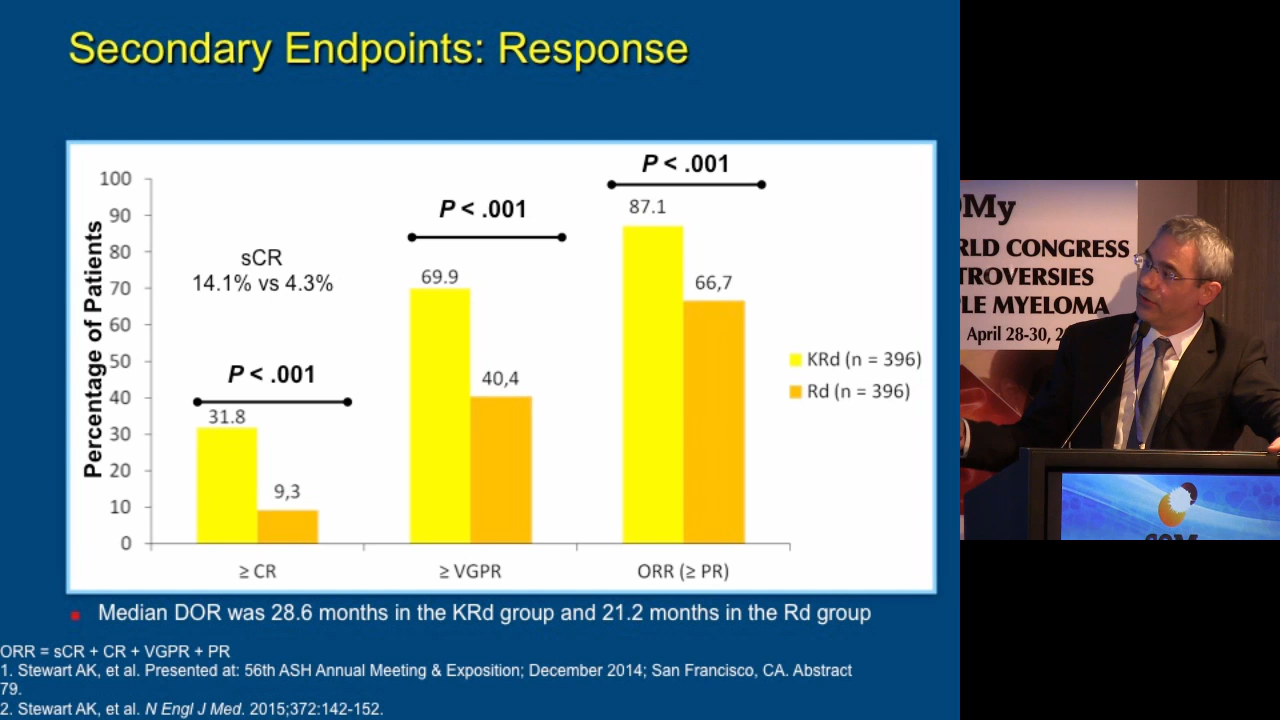 Secondary Endpoints: Response
Percentage of Patients
100
90
80
70
60
50
40
30
20
10
0
sCR
14.1% vs 4.3%
P < .001
31.8
9,3
P < .001
69.9
40,4
P < .001
87.1
66,7
≥ CR
≥ VGPR
ORR (≥ PR)
KRd (n = 396)
Rd (n = 396)
Median DOR was 28.6 months in the KRd group and 21.2 months in the Rd group
ORR = sCR + CR + VGPR + PR
1. Stewart AK, et al. Presented at: 56th ASH Annual Meeting & Exposition; December 2014; San Francisco, CA. Abstract
79.
2. Stewart AK, et al. N Engl J Med. 2015;372:142-152.
OMy
RLD CONGRESS
TROVERSIES
PLE MYELOMA
April 28-30, 2